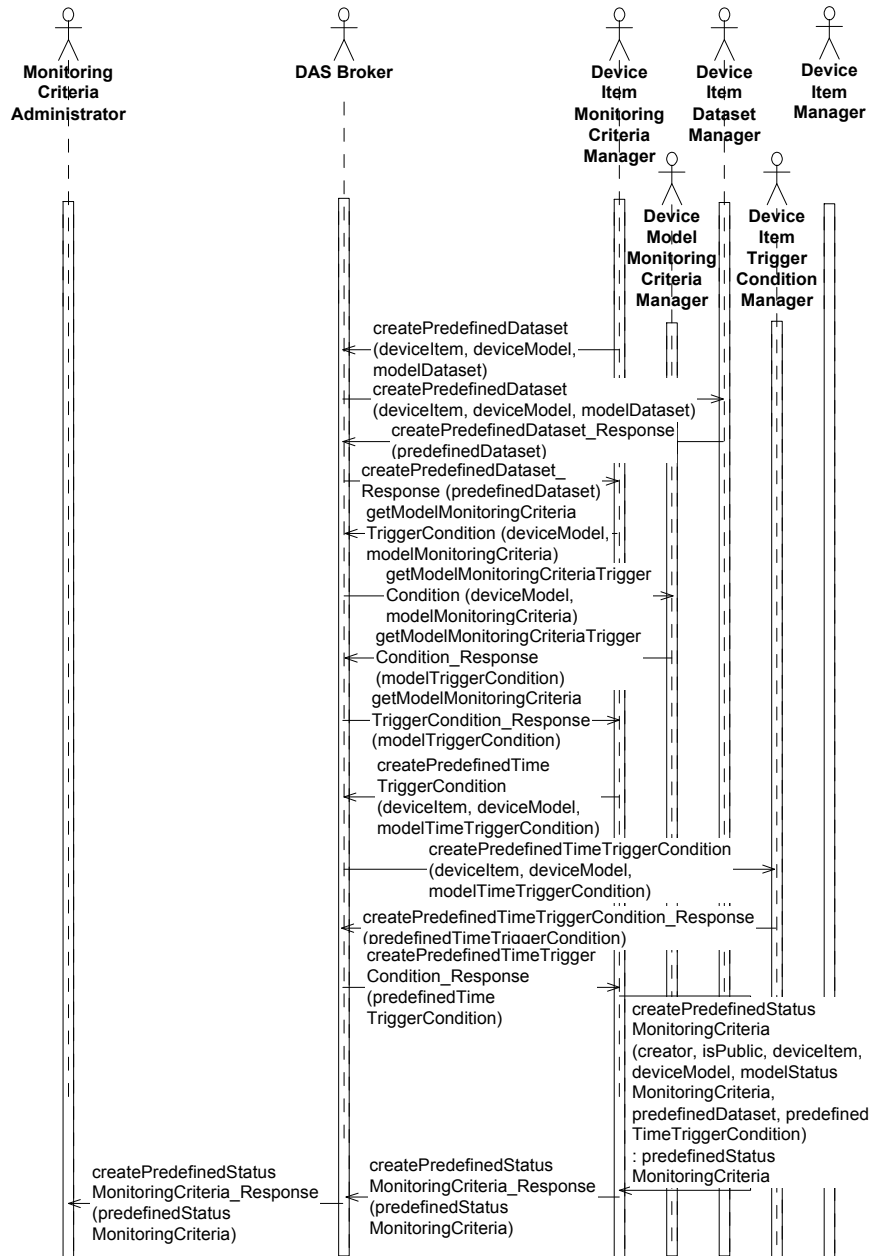 Monitoring
Criteria
Administrator
DAS Broker
Device
Item
Monitoring
Criteria
Manager
Device
Item
Dataset
Manager
Device
Item
Manager
Device
Model
Monitoring
Criteria
Manager
Device
Item
Trigger
Condition
Manager
createPredefinedDataset
(deviceItem, deviceModel,
modelDataset)
createPredefinedDataset
(deviceItem, deviceModel, modelDataset)
createPredefinedDataset_Response
(predefinedDataset)
createPredefinedDataset_
Response (predefinedDataset)
getModelMonitoringCriteria
TriggerCondition (deviceModel,
modelMonitoringCriteria)
getModelMonitoringCriteriaTrigger
Condition (deviceModel,
modelMonitoringCriteria)
getModelMonitoringCriteriaTrigger
Condition_Response
(modelTriggerCondition)
getModelMonitoringCriteria
TriggerCondition_Response
(modelTriggerCondition)
createPredefinedTime
TriggerCondition
(deviceItem, deviceModel,
modelTimeTriggerCondition)
createPredefinedTimeTriggerCondition
(deviceItem, deviceModel,
modelTimeTriggerCondition)
createPredefinedTimeTriggerCondition_Response
(predefinedTimeTriggerCondition)
createPredefinedTimeTrigger
Condition_Response
(predefinedTime
TriggerCondition)
createPredefinedStatus
MonitoringCriteria
(creator, isPublic, deviceItem,
deviceModel, modelStatus
MonitoringCriteria,
predefinedDataset, predefined
TimeTriggerCondition)
: predefinedStatus
MonitoringCriteria
createPredefinedStatus
MonitoringCriteria_Response
(predefinedStatus
MonitoringCriteria)
createPredefinedStatus
MonitoringCriteria_Response
(predefinedStatus
MonitoringCriteria)